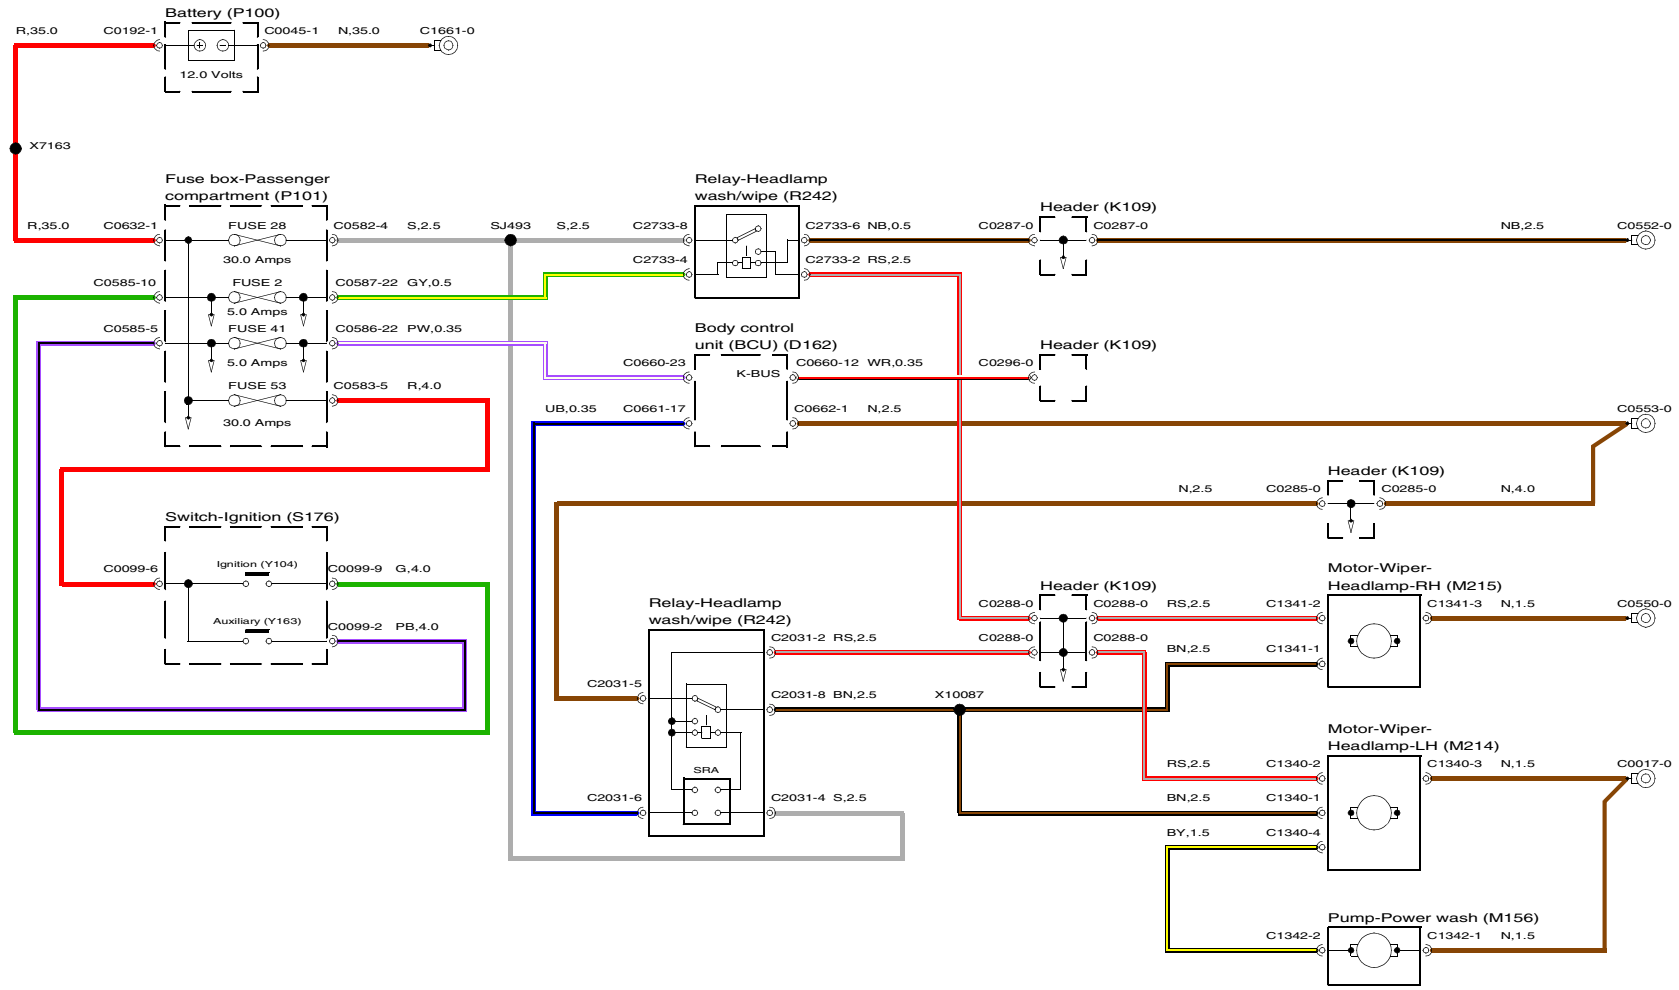 Battery (P100)
R,35.0 C0192-1 C0045-1 N,35.0 C1661-0
12.0 Volts
X7163
Fuse box-Passenger
compartment (P101)
Relay-Headlamp
wash/wipe (R242)
Header (K109)
R,35.0 C0632-1 FUSE 28 C0582-4 S,2.5 SJ493 S,2.5 C2733-8 C2733-6 NB,0.5 C0287-0 C0287-0 NB,2.5 C0552-0
30.0 Amps C2733-4 C2733-2 RS,2.5
C0585-10 FUSE 2 C0587-22 GY,0.5
5.0 Amps
C0585-5 FUSE 41 C0586-22 PW,0.35
5.0 Amps
Body control
unit (BCU) (D162)
Header (K109)
C0660-23 K-BUS C0660-12 WR,0.35 C0296-0
FUSE 53 C0583-5 R,4.0
30.0 Amps
UB,0.35 C0661-17 C0662-1 N,2.5 C0553-0
Header (K109)
N,2.5 C0285-0 C0285-0 N,4.0
Switch-Ignition (S176)
C0099-6 Ignition (Y104) C0099-9 G,4.0
Auxiliary (Y163) C0099-2 PB,4.0
Motor-Wiper-
Headlamp-RH (M215)
Header (K109)
Relay-Headlamp
wash/wipe (R242)
C0288-0 C0288-0 RS,2.5 C1341-2 C1341-3 N,1.5 C0550-0
C2031-2 RS,2.5 C0288-0 C0288-0 BN,2.5 C1341-1
C2031-5 C2031-8 BN,2.5 X10087
Motor-Wiper-
Headlamp-LH (M214)
SRA RS,2.5 C1340-2 C1340-3 N,1.5 C0017-0
C2031-6 C2031-4 S,2.5 BN,2.5 C1340-1
BY,1.5 C1340-4
Pump-Power wash (M156)
C1342-2 C1342-1 N,1.5